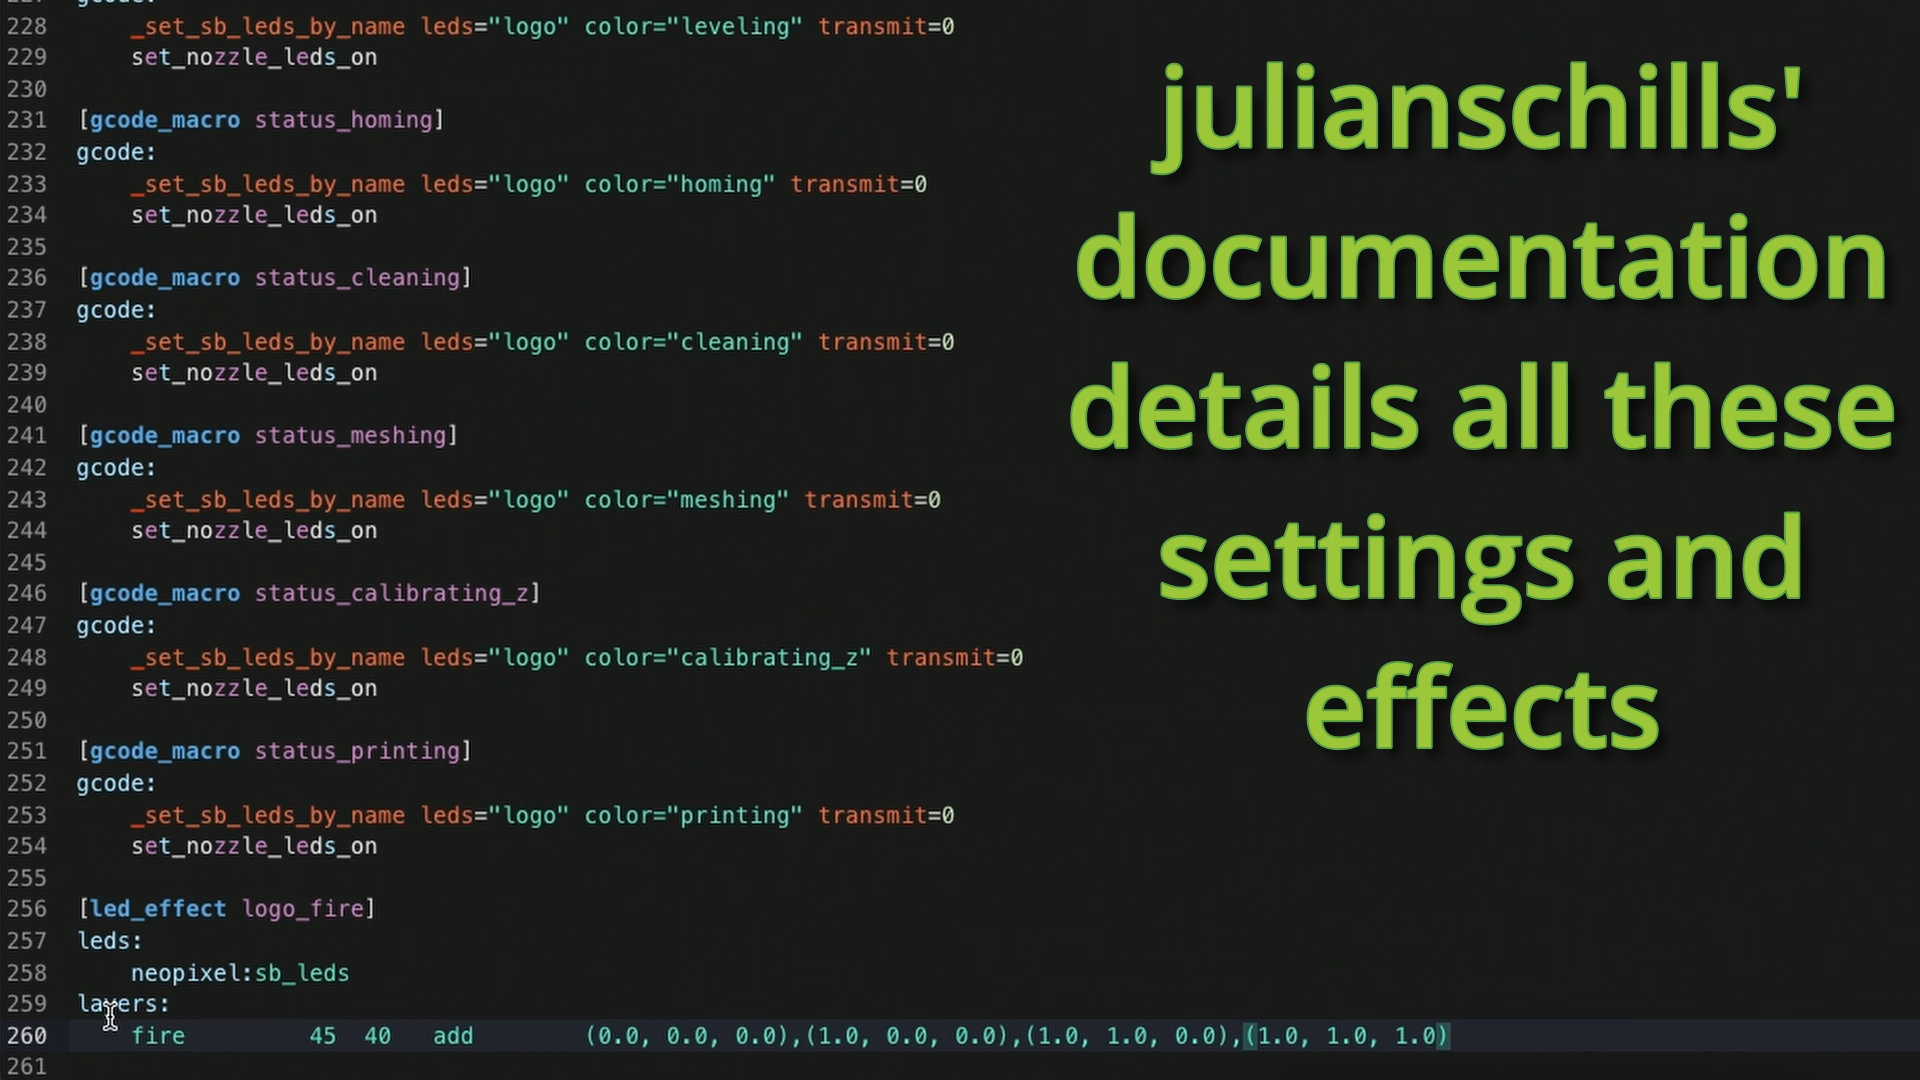 227 gcode:
228 _set_sb_leds_by_name leds="logo" color="leveling" transmit=0
229 set_nozzle_leds_on
230
231 [gcode_macro status_homing]
232 gcode:
233 _set_sb_leds_by_name leds="logo" color="homing" transmit=0
234 set_nozzle_leds_on
235
236 [gcode_macro status_cleaning]
237 gcode:
238 _set_sb_leds_by_name leds="logo" color="cleaning" transmit=0
239 set_nozzle_leds_on
240
241 [gcode_macro status_meshing]
242 gcode:
243 _set_sb_leds_by_name leds="logo" color="meshing" transmit=0
244 set_nozzle_leds_on
245
246 [gcode_macro status_calibrating_z]
247 gcode:
248 _set_sb_leds_by_name leds="logo" color="calibrating_z" transmit=0
249 set_nozzle_leds_on
250
251 [gcode_macro status_printing]
252 gcode:
253 _set_sb_leds_by_name leds="logo" color="printing" transmit=0
254 set_nozzle_leds_on
255
256 [led_effect logo_fire]
257 leds:
258 neopixel:sb_leds
259 layers:
260 fire 45 40 add (0.0, 0.0, 0.0),(1.0, 0.0, 0.0),(1.0, 1.0, 0.0),(1.0, 1.0, 1.0)
261
julianschills'
documentation
details all these
settings and
effects